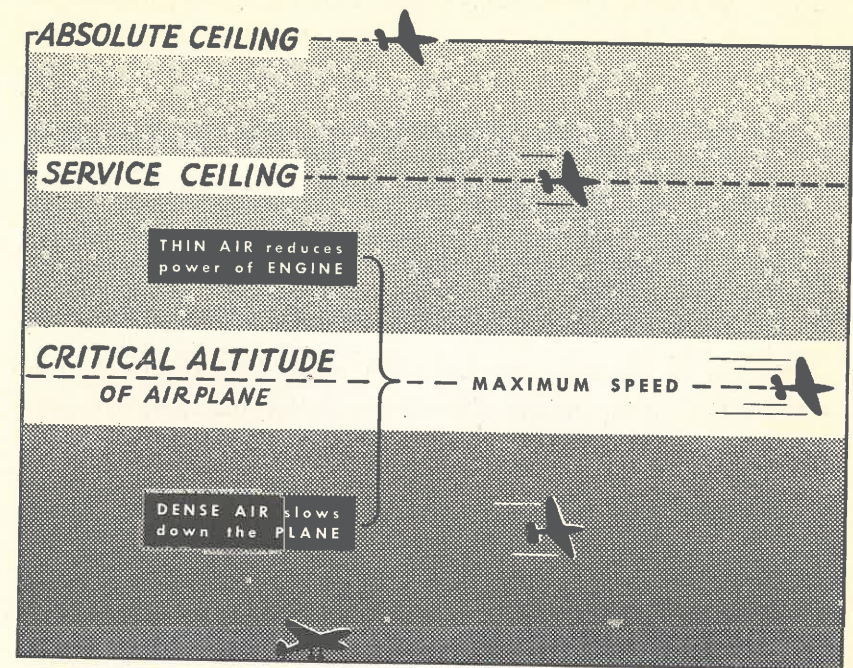 ABSOLUTE CEILING
SERVICE CEILING
THIN AIR reduces
power of ENGINE
CRITICAL ALTITUDE
OF AIRPLANE
MAXIMUM SPEED
DENSE AIR slows
down the PLANE